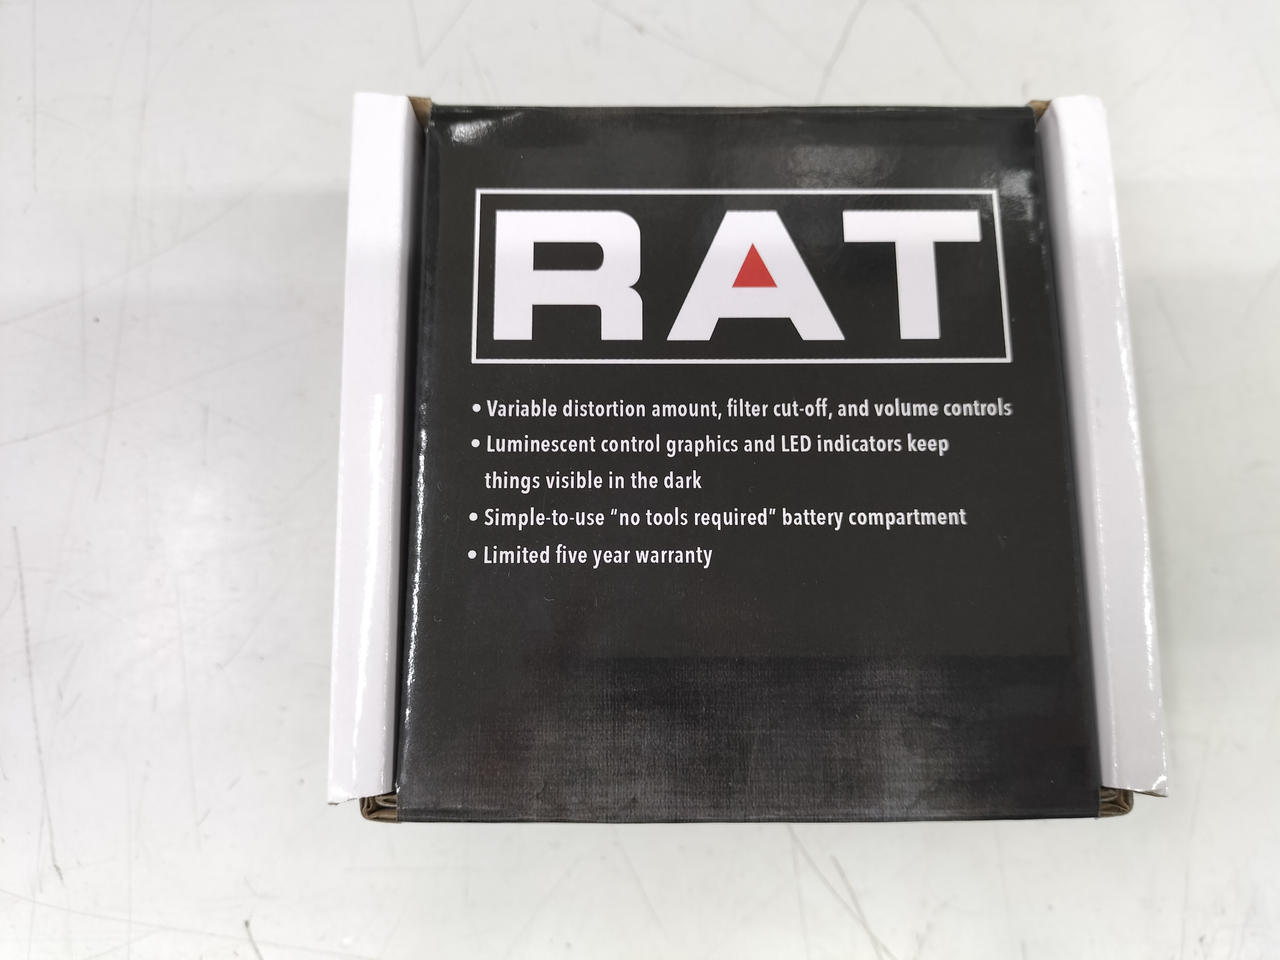 RAT
• Variable distortion amount, filter cut-off, and volume controls
• Luminescent control graphics and LED indicators keep
things visible in the dark
• Simple-to-use “no tools required” battery compartment
• Limited five year warranty